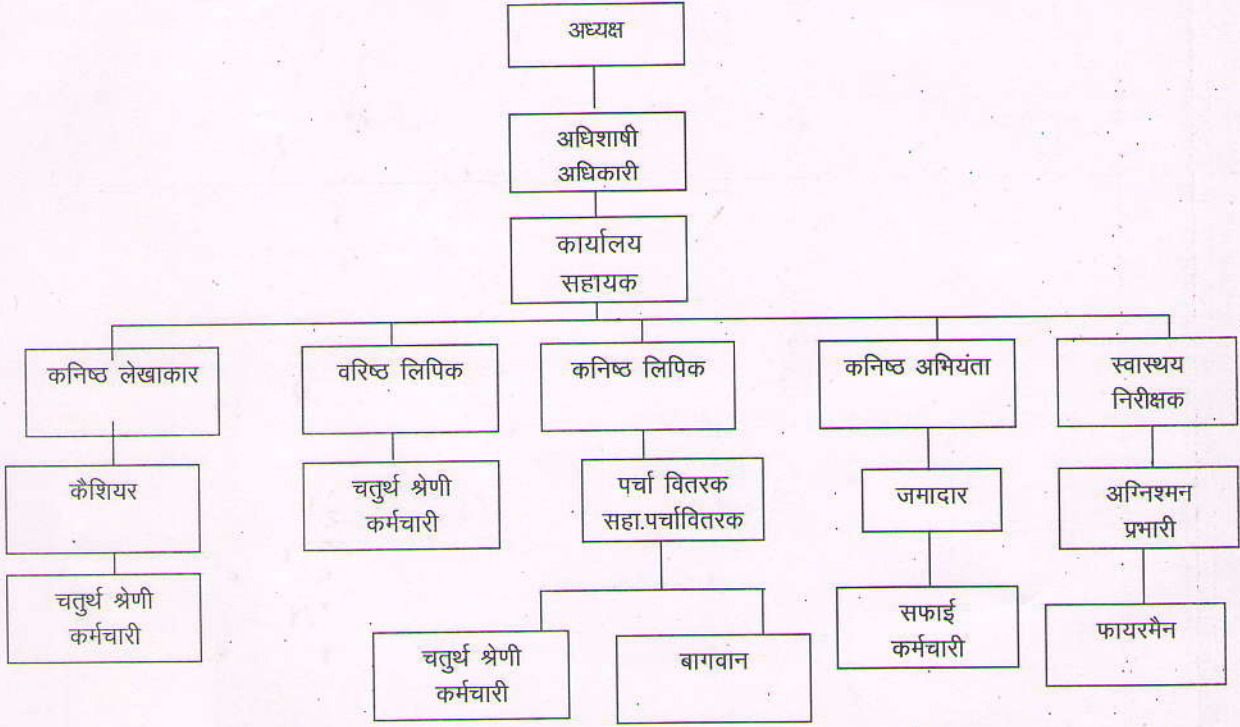 अध्यक्ष
अधिशाषी
अधिकारी
कार्यालय
सहायक
कनिष्ठ लेखाकार
वरिष्ठ लिपिक
कनिष्ठ लिपिक
कनिष्ठ अभियंता
स्वास्थय
निरीक्षक
कैशियर
चतुर्थ श्रेणी
कर्मचारी
पर्चा वितरक
सहा.पर्चावितरक
जमादार
अग्निश्मन
प्रभारी
चतुर्थ श्रेणी
कर्मचारी
चतुर्थ श्रेणी
कर्मचारी
बागवान
सफाई
कर्मचारी
फायरमैन